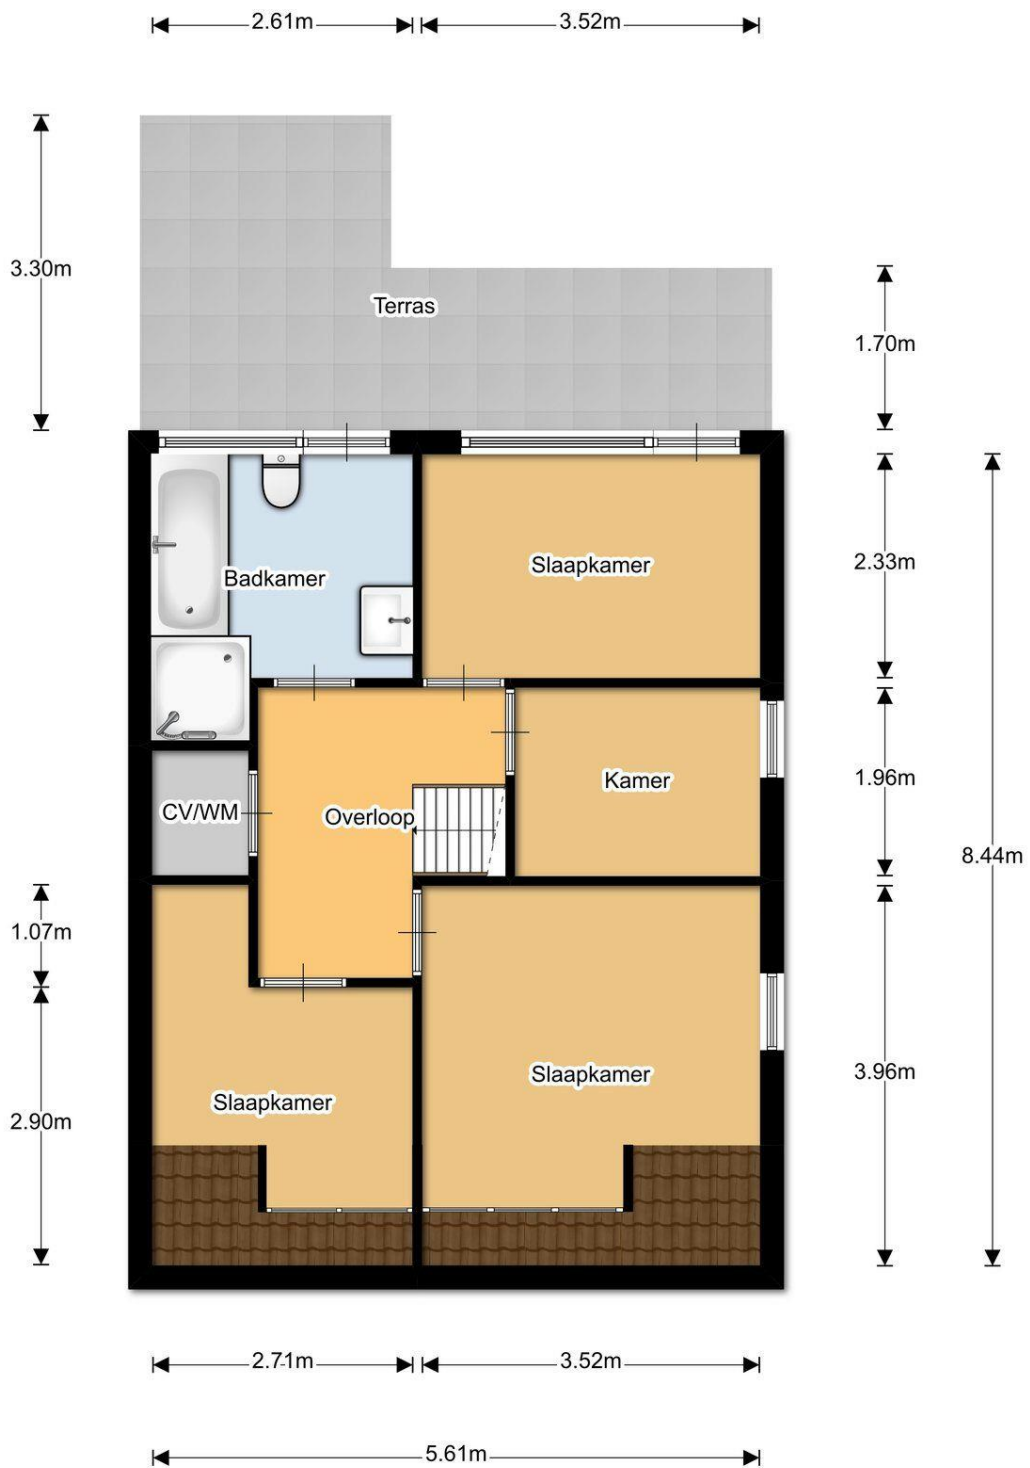 2.61m
3.52m
3.30m
Terras
1.70m
Slaapkamer
2.33m
Badkamer
Kamer
1.96m
CV/WM
Overloop
8.44m
1.07m
Slaapkamer
3.96m
Slaapkamer
2.90m
2.71m
3.52m
5.61m